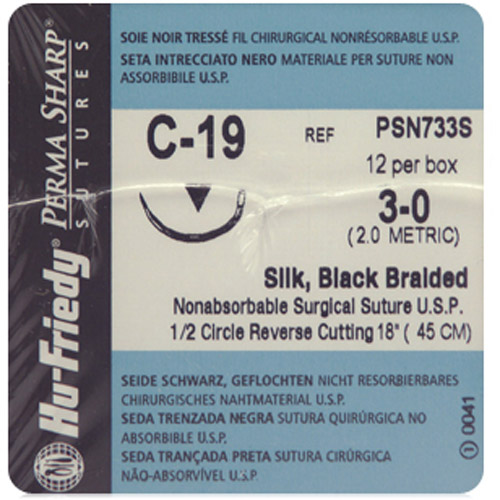 SOIE NOIR TRESSÉ FIL CHIRURGICAL NONRÉSORBABLE U.S.P.
SETA INTRECCIATO NERO MATERIALE PER SUTURE NON
ASSORBIBILE U.S.P.
Hu-Friedy® PERMA SHARP®
SUTURES
C-19
REF PSN733S
12 per box
3-0
(2.0 METRIC)
Silk, Black Braided
Nonabsorbable Surgical Suture U.S.P.
1/2 Circle Reverse Cutting 18" ( 45 CM)
SEIDE SCHWARZ, GEFLOCHTEN NICHT RESORBIERBARES
CHIRURGISCHES NAHTMATERIAL U.S.P.
SEDA TRENZADA NEGRA SUTURA QUIRÚRGICA NO
ABSORBIBLE U.S.P.
SEDA TRANÇADA PRETA SUTURA CIRÚRGICA
NÃO-ABSORVÍVEL U.S.P.
1 0041